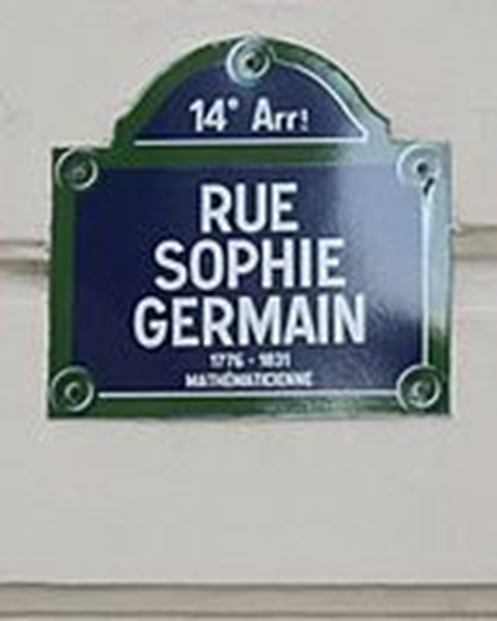 14e Arrt
RUE
SOPHIE
GERMAIN
1776 - 1831
MATHÉMATICIENNE